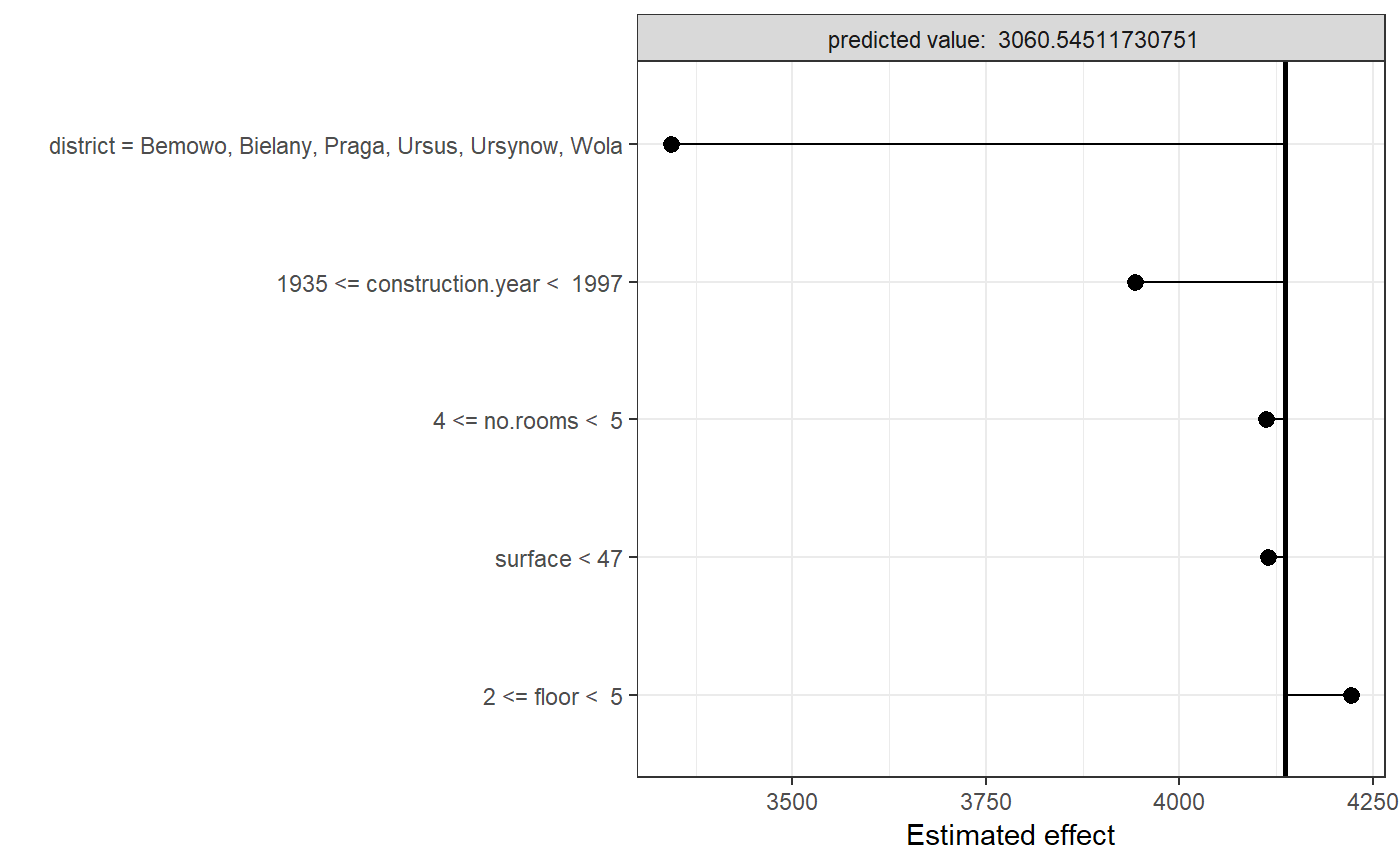 predicted value:  3060.54511730751
district = Bemowo, Bielany, Praga, Ursus, Ursynow, Wola
1935 <= construction.year <  1997
4 <= no.rooms <  5
surface < 47
2 <= floor <  5
3500 3750 4000 4250
Estimated effect